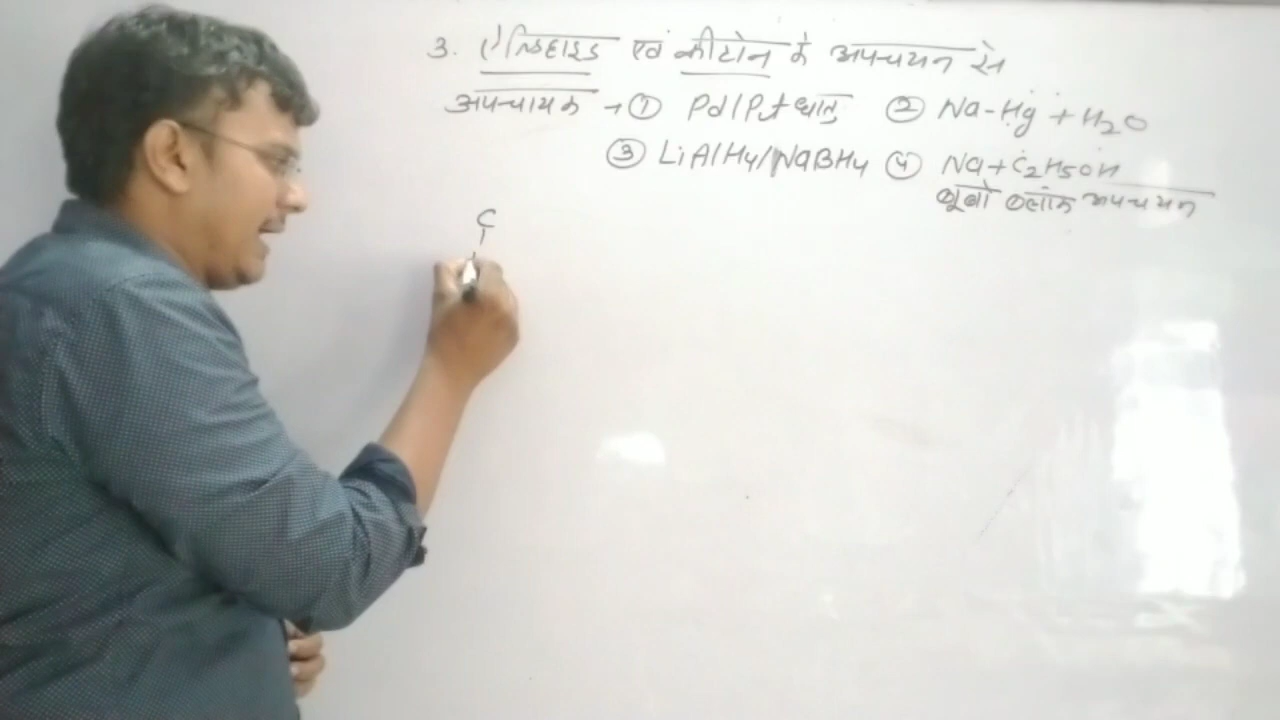 3. ऐल्डिहाइड एवं कीटोन के अपचयन से
अपचायक → ① Pd/Pt धातु ② Na-Hg + H2O
③ LiAlH4/NaBH4 ④ Na+C2H5OH
बूवो ब्लांक अपचयन
C